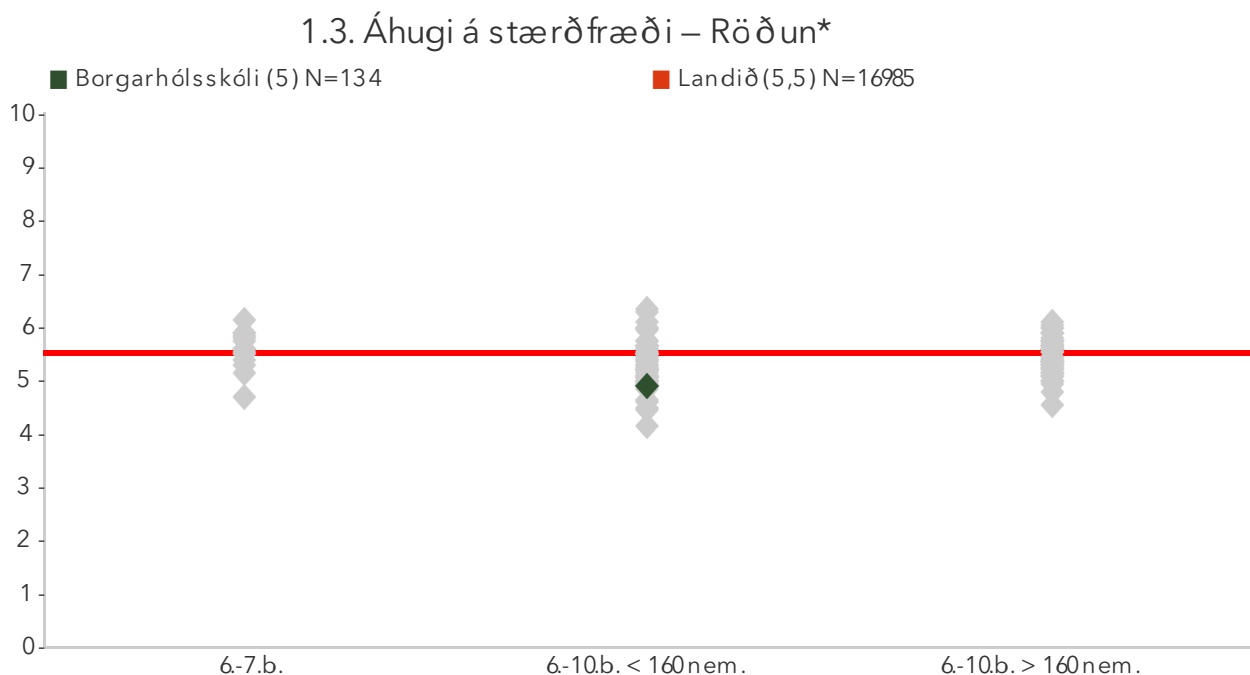 1.3. Áhugi á stærðfræði – Röðun*
Borgarhólsskóli (5) N=134
Landið (5,5) N=16985
10
9
8
7
6
5
4
3
2
1
0
6.-7.b.
6.-10.b. < 160 nem.
6.-10.b. > 160 nem.